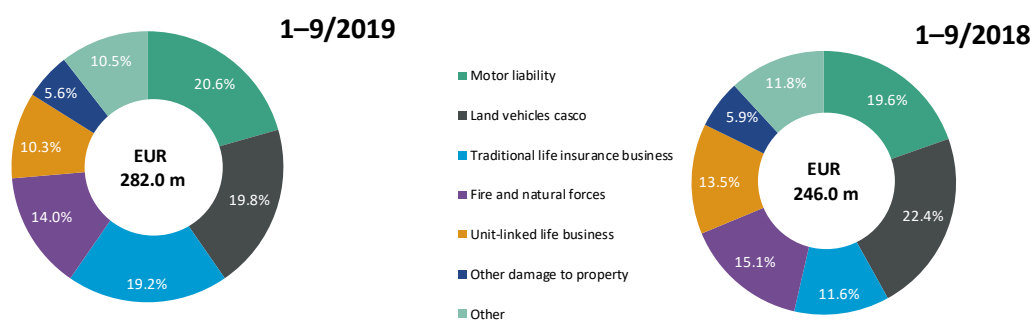 1–9/2019
10.5%
20.6%
5.6%
10.3%
EUR
282.0 m
19.8%
14.0%
19.2%
Motor liability
Land vehicles casco
Traditional life insurance business
Fire and natural forces
Unit-linked life business
Other damage to property
Other
1–9/2018
11.8%
19.6%
5.9%
13.5%
EUR
246.0 m
22.4%
15.1%
11.6%